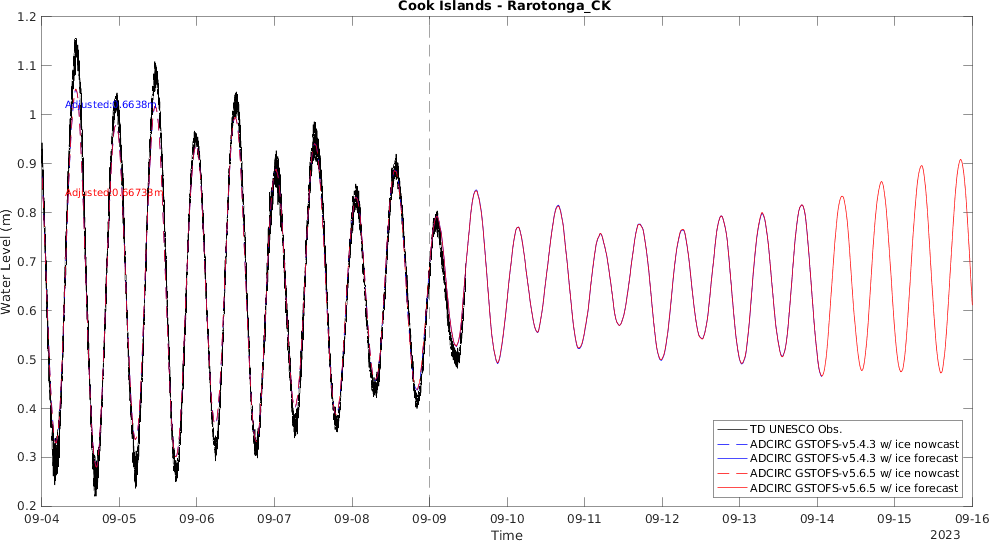 Cook Islands - Rarotonga_CK
1.2
1.1
1
0.9
0.8
0.7
0.6
0.5
0.4
0.3
0.2
Water Level (m)
Adjusted:0.6638m
Adjusted:0.66733m
TD UNESCO Obs.
ADCIRC GSTOFS-v5.4.3 w/ ice nowcast
ADCIRC GSTOFS-v5.4.3 w/ ice forecast
ADCIRC GSTOFS-v5.6.5 w/ ice nowcast
ADCIRC GSTOFS-v5.6.5 w/ ice forecast
09-04 09-05 09-06 09-07 09-08 09-09 09-10 09-11 09-12 09-13 09-14 09-15 09-16
Time
2023